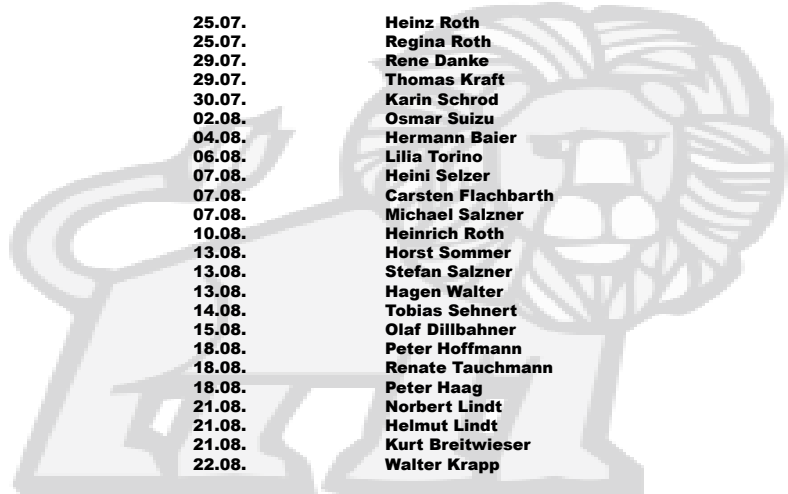 25.07. Heinz Roth
25.07. Regina Roth
29.07. Rene Danke
29.07. Thomas Kraft
30.07. Karin Schrod
02.08. Osmar Suizu
04.08. Hermann Baier
06.08. Lilia Torino
07.08. Heini Selzer
07.08. Carsten Flachbarth
07.08. Michael Salzner
10.08. Heinrich Roth
13.08. Horst Sommer
13.08. Stefan Salzner
13.08. Hagen Walter
14.08. Tobias Sehnert
15.08. Olaf Dillbahner
18.08. Peter Hoffmann
18.08. Renate Tauchmann
18.08. Peter Haag
21.08. Norbert Lindt
21.08. Helmut Lindt
21.08. Kurt Breitwieser
22.08. Walter Krapp